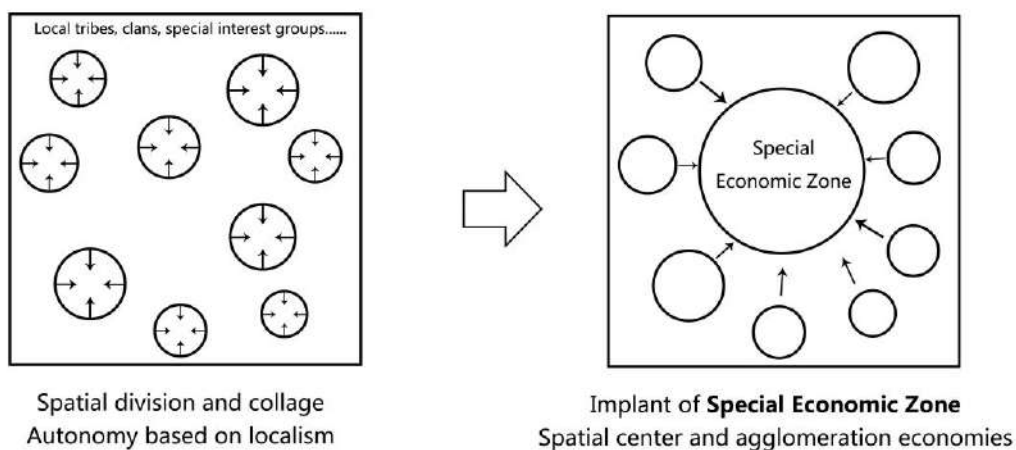 Local tribes, clans, special interest groups......
Special
Economic Zone
Spatial division and collage
Autonomy based on localism
Implant of Special Economic Zone
Spatial center and agglomeration economies